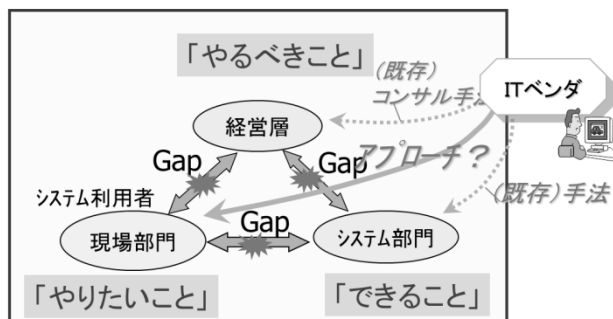 「やるべきこと」
(既存)
コンサル手法
ITベンダ
経営層
Gap
Gap
アプローチ?
システム利用者
(既存)手法
Gap
現場部門
システム部門
「やりたいこと」
「できること」